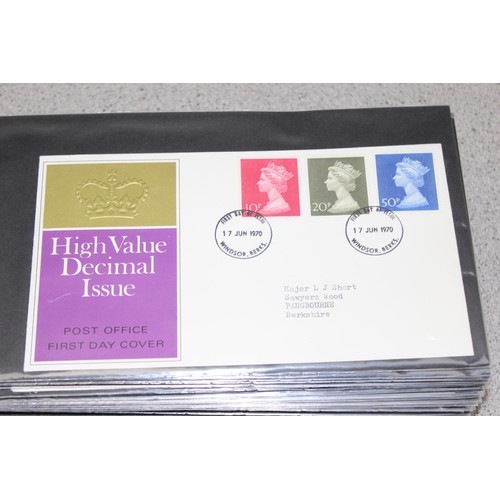 High Value
Decimal
Issue
POST OFFICE
FIRST DAY COVER
10P
20P
50P
FIRST DAY OF ISSUE
17 JUN 1970
WINDSOR, BERKS.
FIRST DAY OF ISSUE
17 JUN 1970
WINDSOR, BERKS.
Major L J Short
Sawyers Wood
PANGBOURNE
Berkshire